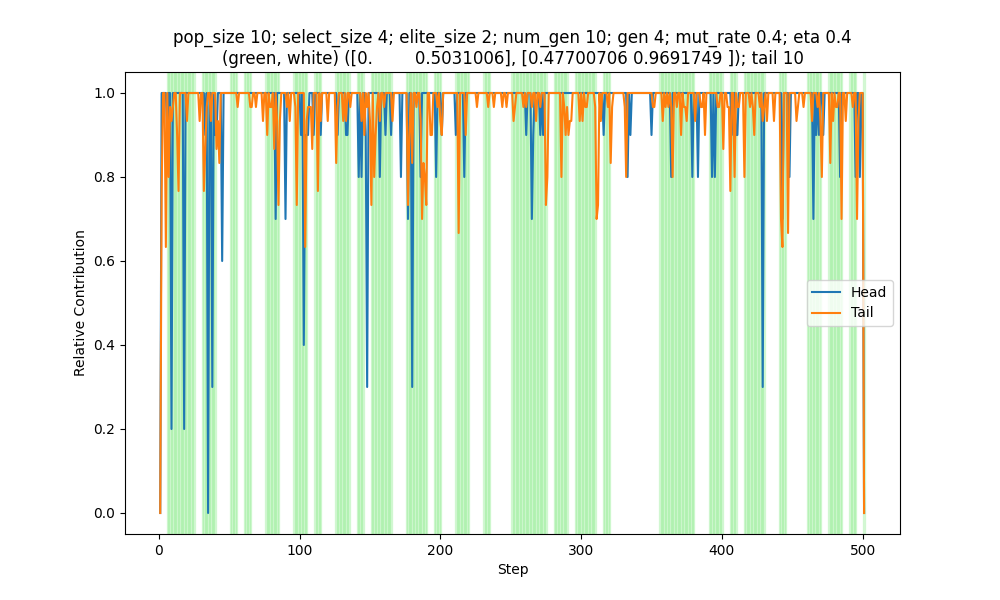 pop_size 10; select_size 4; elite_size 2; num_gen 10; gen 4; mut_rate 0.4; eta 0.4
(green, white) ([0.        0.5031006], [0.47700706 0.9691749 ]); tail 10
1.0
0.8
0.6
0.4
0.2
0.0
Relative Contribution
Head
Tail
0
100
200
300
400
500
Step